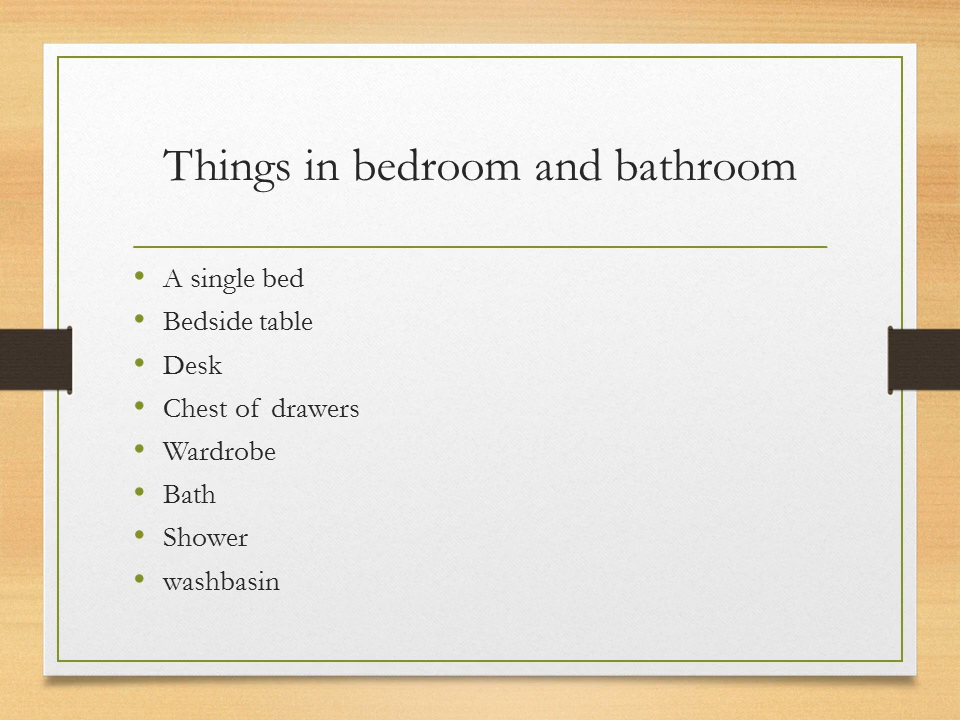 Things in bedroom and bathroom
• A single bed
• Bedside table
• Desk
• Chest of drawers
• Wardrobe
• Bath
• Shower
• washbasin